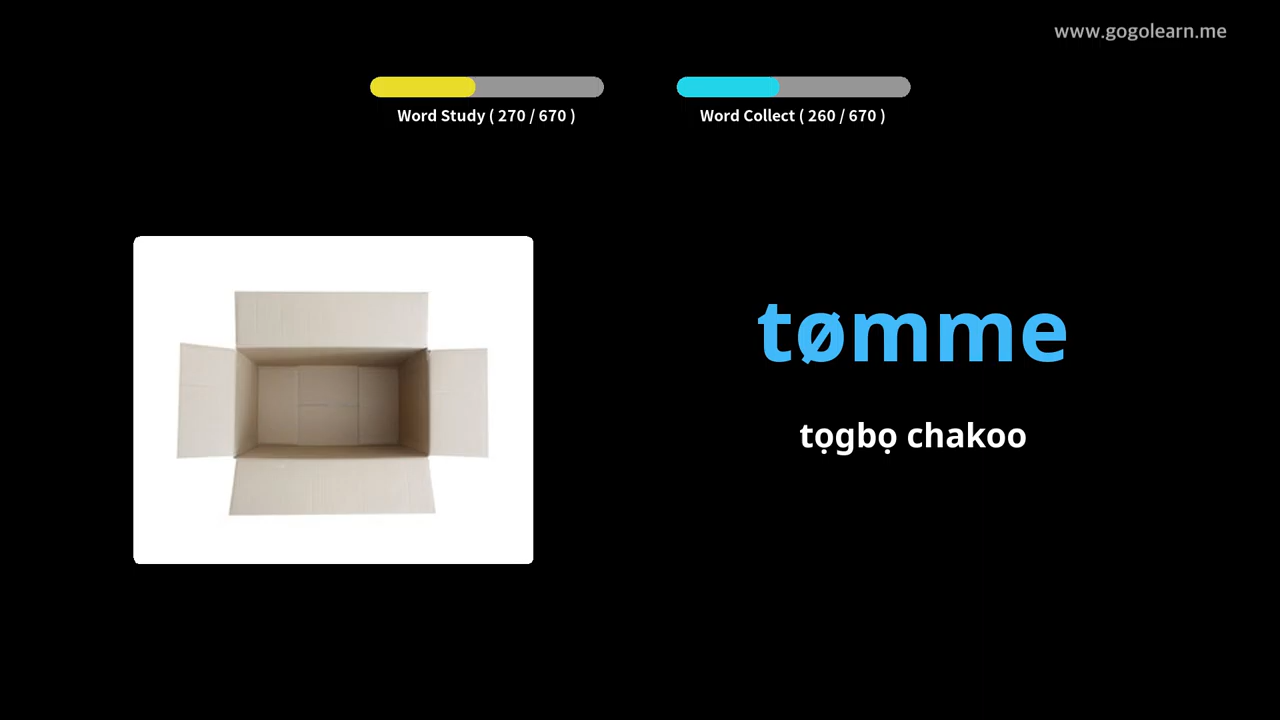 www.gogolearn.me
Word Study ( 270 / 670 )
Word Collect ( 260 / 670 )
tømme
tọgbọ chakoo